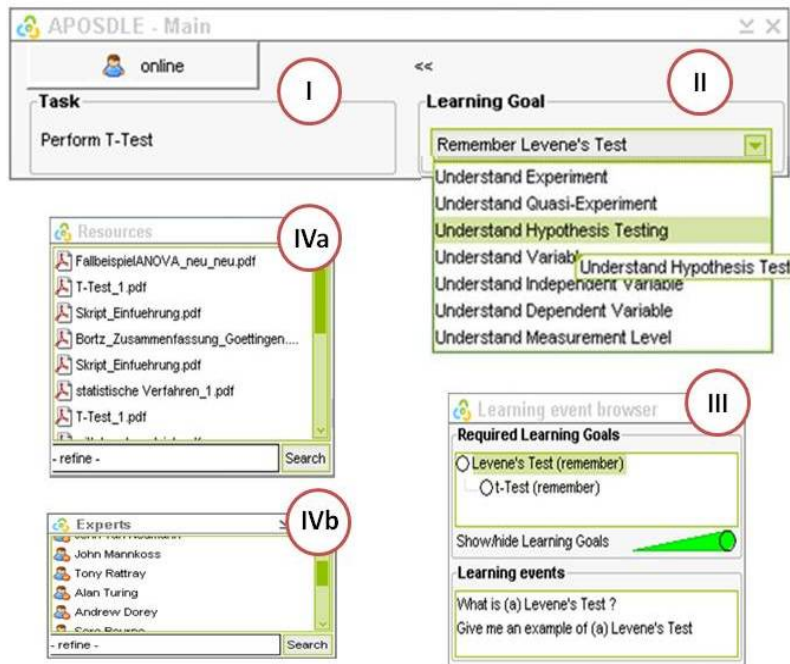 APOSDLE - Main
online
<<
I
II
Task
Perform T-Test
Learning Goal
Remember Levene's Test
Understand Experiment
Understand Quasi-Experiment
Understand Hypothesis Testing
Understand Variabl
Understand Hypothesis Test
Understand Independent Variable
Understand Dependent Variable
Understand Measurement Level
Resources
IVa
FallbeispielANOVA_neu_neu.pdf
T-Test_1.pdf
Skript_Einfuehrung.pdf
Bortz_Zusammenfassung_Goettingen....
Skript_Einfuehrung.pdf
statistische Verfahren_1.pdf
T-Test_1.pdf
- refine -
Search
Experts
IVb
John Mannkoss
Tony Rattray
Alan Turing
Andrew Dorey
- refine -
Search
Learning event browser
III
Required Learning Goals
Levene's Test (remember)
t-Test (remember)
Show/hide Learning Goals
Learning events
What is (a) Levene's Test ?
Give me an example of (a) Levene's Test